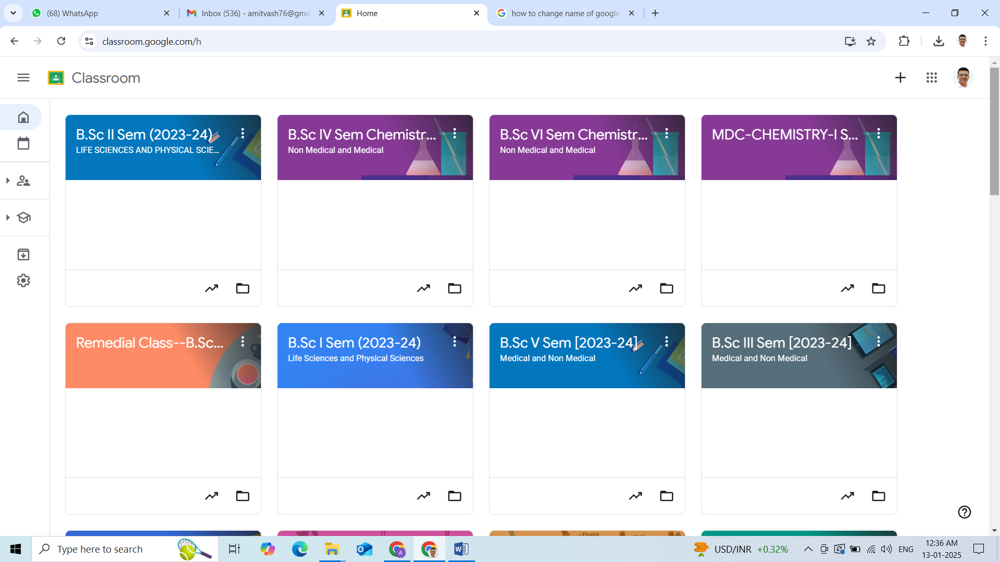 (68) WhatsApp
Inbox (536) - amitvash76@gma
Home
how to change name of google
classroom.google.com/h
Classroom
B.Sc II Sem (2023-24)
LIFE SCIENCES AND PHYSICAL SCIE...
B.Sc IV Sem Chemistr...
Non Medical and Medical
B.Sc VI Sem Chemistr...
Non Medical and Medical
MDC-CHEMISTRY-I S...
Remedial Class--B.Sc...
B.Sc I Sem (2023-24)
Life Sciences and Physical Sciences
B.Sc V Sem [2023-24]
Medical and Non Medical
B.Sc III Sem [2023-24]
Medical and Non Medical
Pipette
Type here to search
A
USD/INR +0.32%
ENG
12:36 AM
13-01-2025